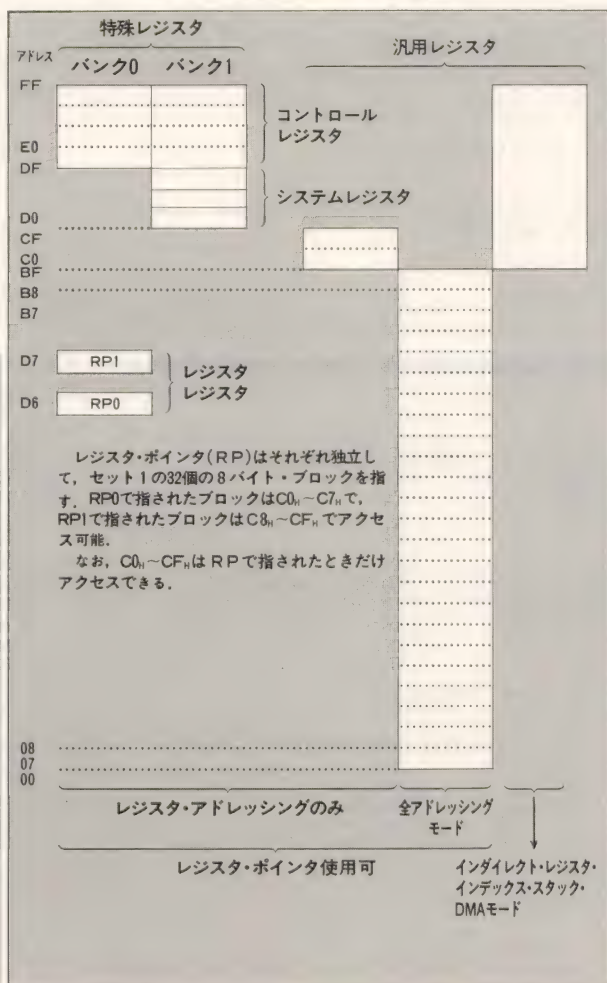 特殊レジスタ
汎用レジスタ
アドレス
バンク0 バンク1
FF
E0
DF
D0
CF
C0
BF
B8
B7
コントロール
レジスタ
システムレジスタ
D7
RP1
D6
RP0
レジスタ
レジスタ
レジスタ・ポインタ(RP)はそれぞれ独立し
て,セット1の32個の8バイト・ブロックを指
す.RP0で指されたブロックはC0H〜C7Hで,
RP1で指されたブロックはC8H〜CFHでアクセ
ス可能.
なお,C0H〜CFHはRPで指されたときだけ
アクセスできる.
08
07
00
レジスタ・アドレッシングのみ
全アドレッシング
モード
レジスタ・ポインタ使用可
インダイレクト・レジスタ・
インデックス・スタック・
DMAモード